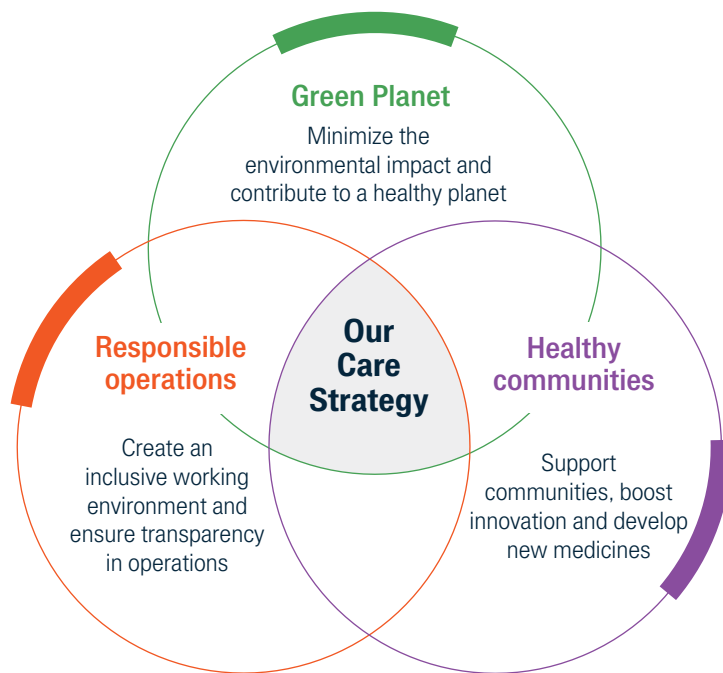 Green Planet
Minimize the
environmental impact and
contribute to a healthy planet
Responsible
operations
Create an
inclusive working
environment and
ensure transparency
in operations
Our
Care
Strategy
Healthy
communities
Support
communities, boost
innovation and develop
new medicines